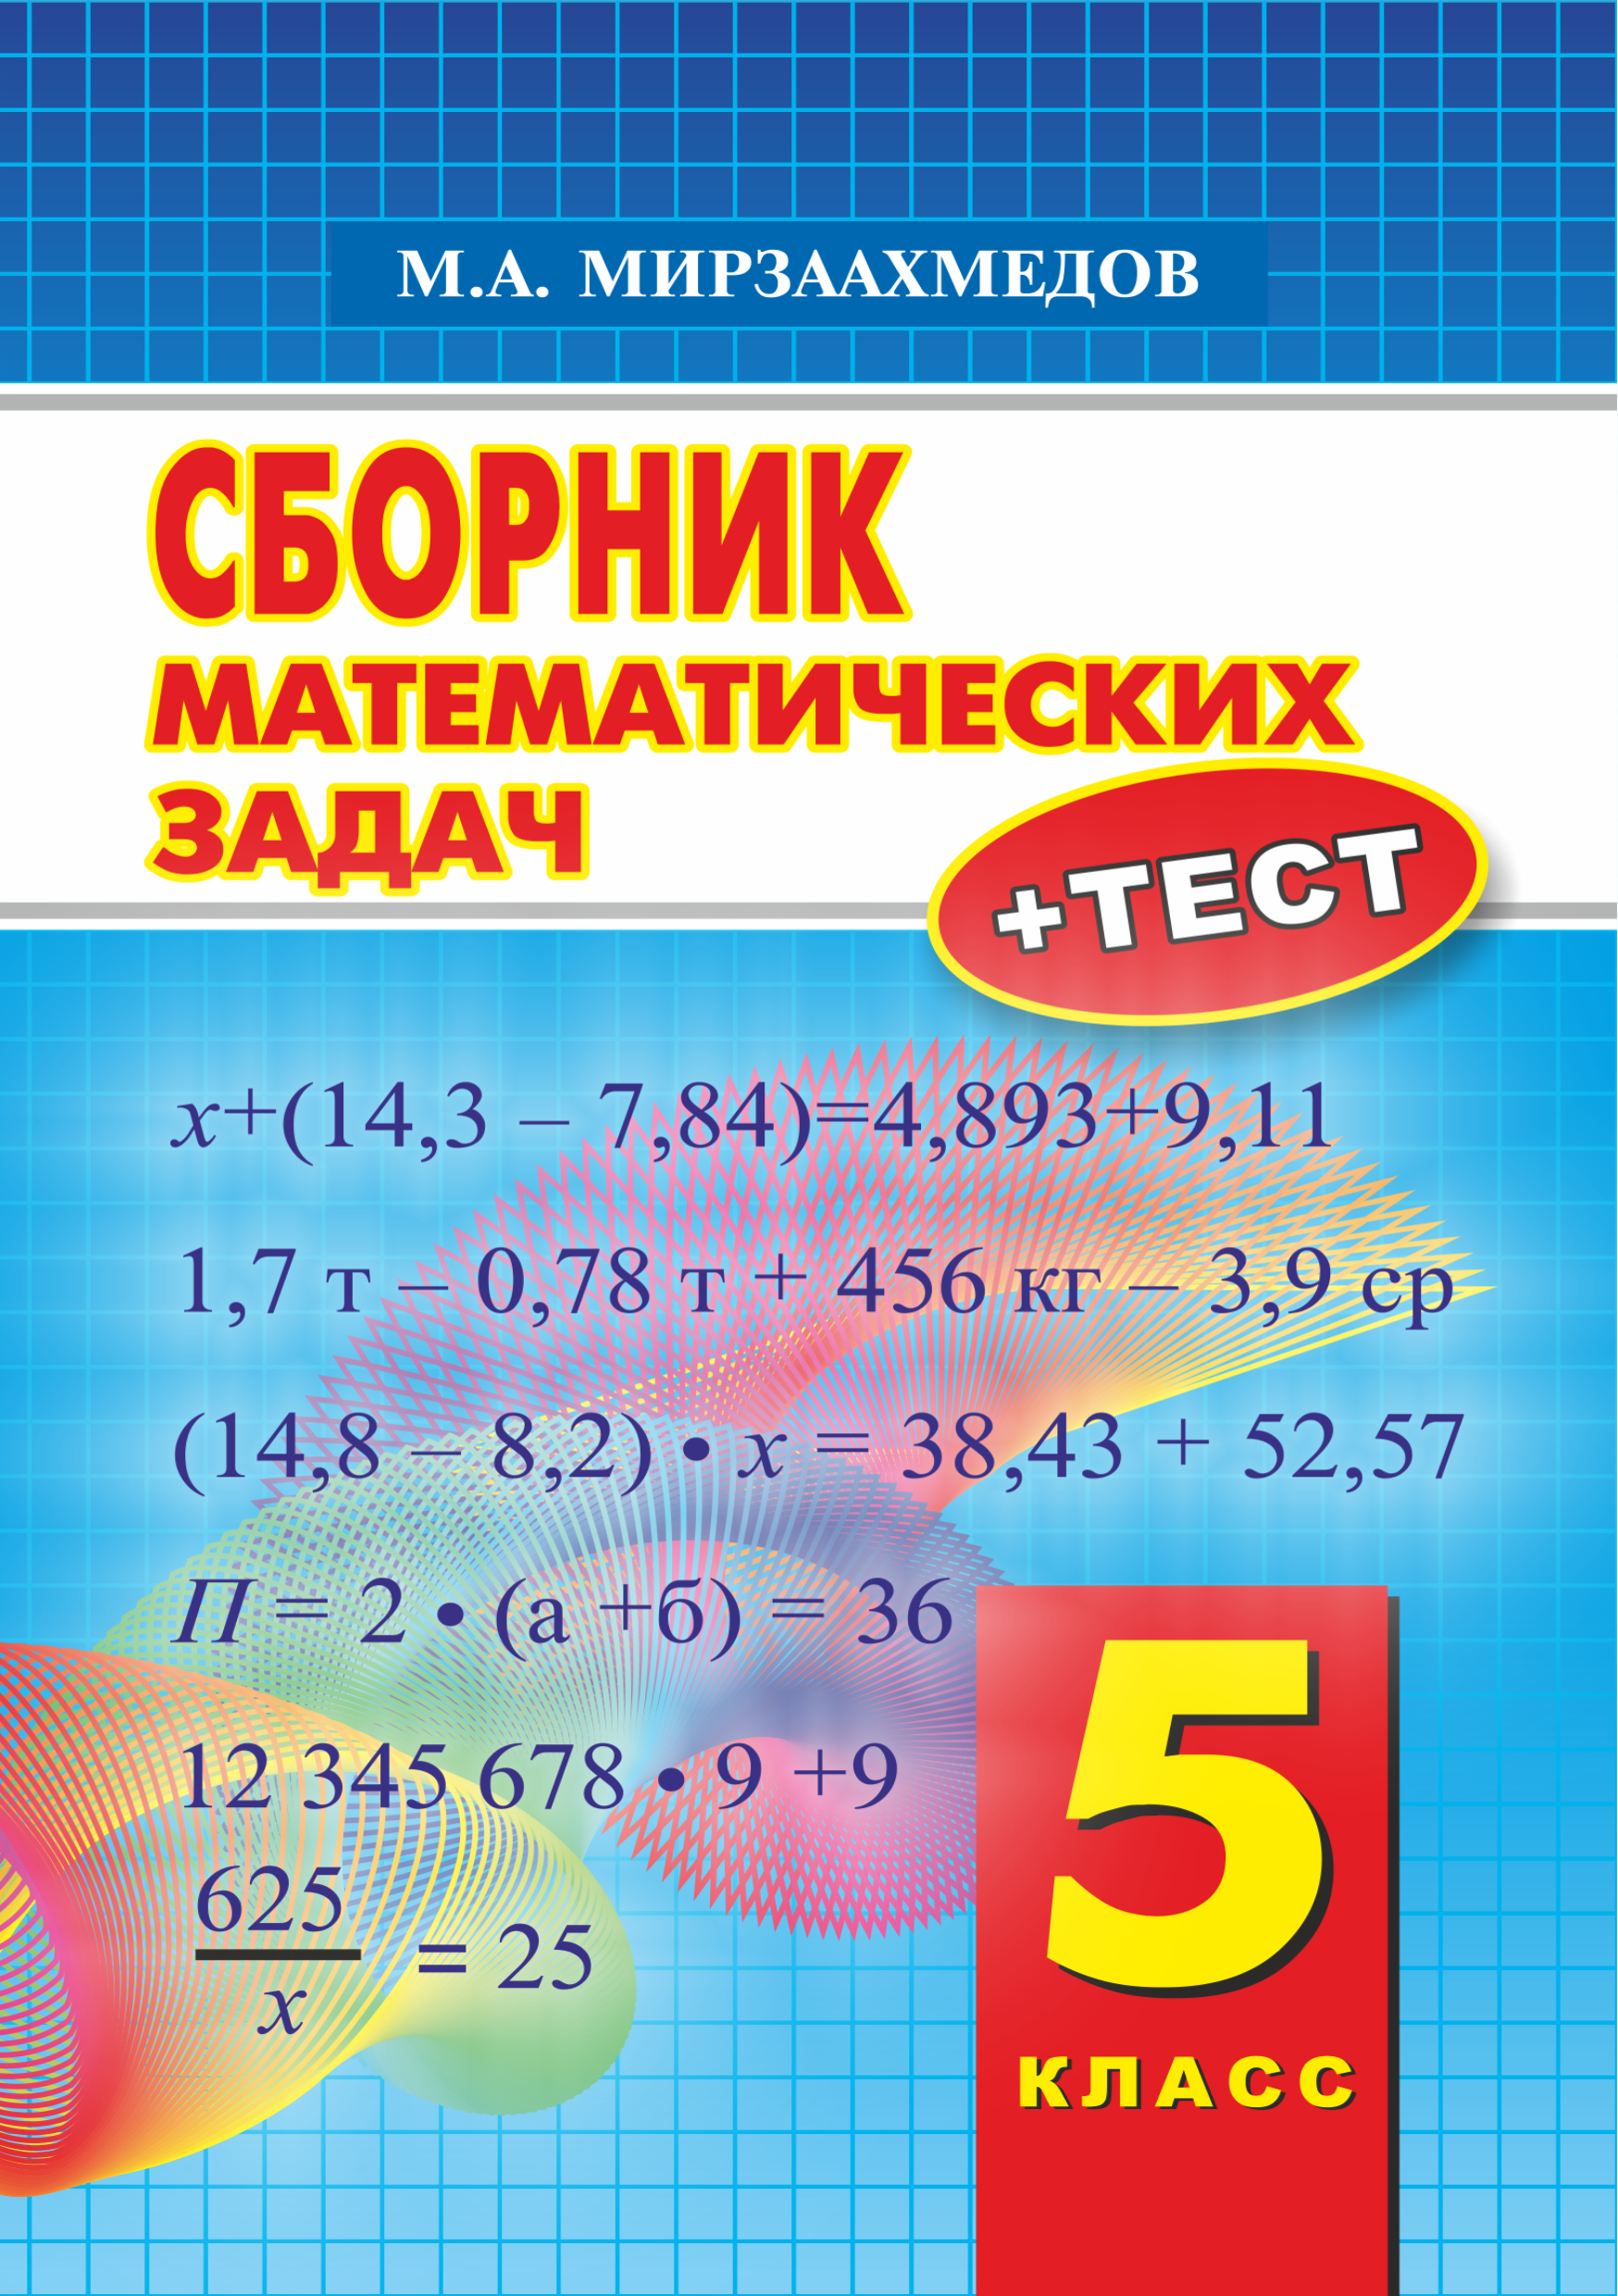 М.А. МИРЗААХМЕДОВ
СБОРНИК
МАТЕМАТИЧЕСКИХ
ЗАДАЧ
+ТЕСТ
x+(14,3 – 7,84)=4,893+9,11
1,7 т – 0,78 т + 456 кг – 3,9 ср
(14,8 – 8,2) • x = 38,43 + 52,57
П = 2 • (а +б) = 36
12 345 678 • 9 +9
625
x
= 25
5
КЛАСС